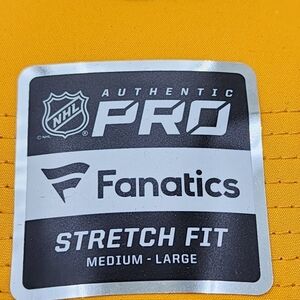 AUTHENTIC
NHL
PRO
Fanatics
STRETCH FIT
MEDIUM - LARGE